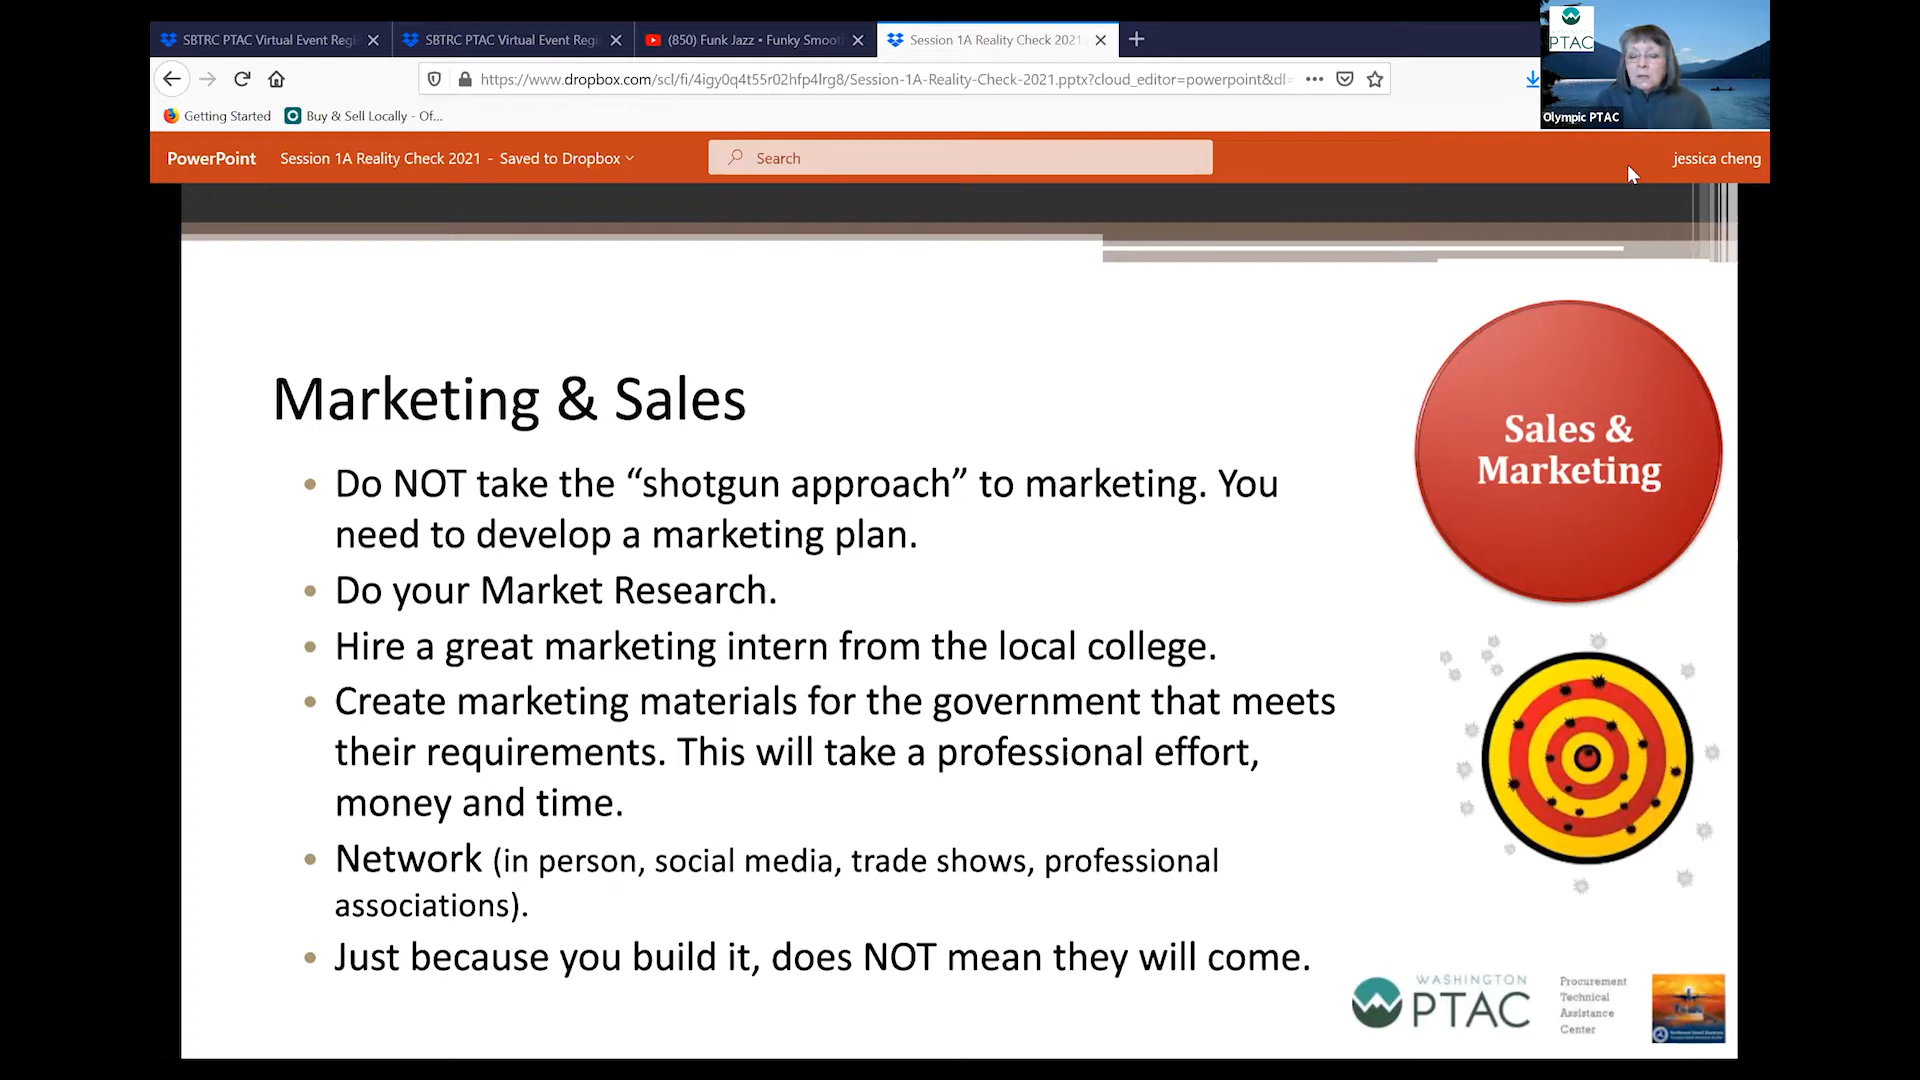 SBTRC PTAC Virtual Event Regi
SBTRC PTAC Virtual Event Regi
(850) Funk Jazz • Funky Smoot
Session 1A Reality Check 2021
PTAC
https://www.dropbox.com/scl/fi/4igy0q4t55r02hfp4lrg8/Session-1A-Reality-Check-2021.pptx?cloud_editor=powerpoint&dl=
Getting Started
Buy & Sell Locally - Of...
Olympic PTAC
PowerPoint
Session 1A Reality Check 2021 - Saved to Dropbox
Search
jessica cheng
Marketing & Sales
• Do NOT take the “shotgun approach” to marketing. You
need to develop a marketing plan.
• Do your Market Research.
• Hire a great marketing intern from the local college.
• Create marketing materials for the government that meets
their requirements. This will take a professional effort,
money and time.
• Network (in person, social media, trade shows, professional
associations).
• Just because you build it, does NOT mean they will come.
Sales &
Marketing
WASHINGTON
PTAC
Procurement
Technical
Assistance
Center